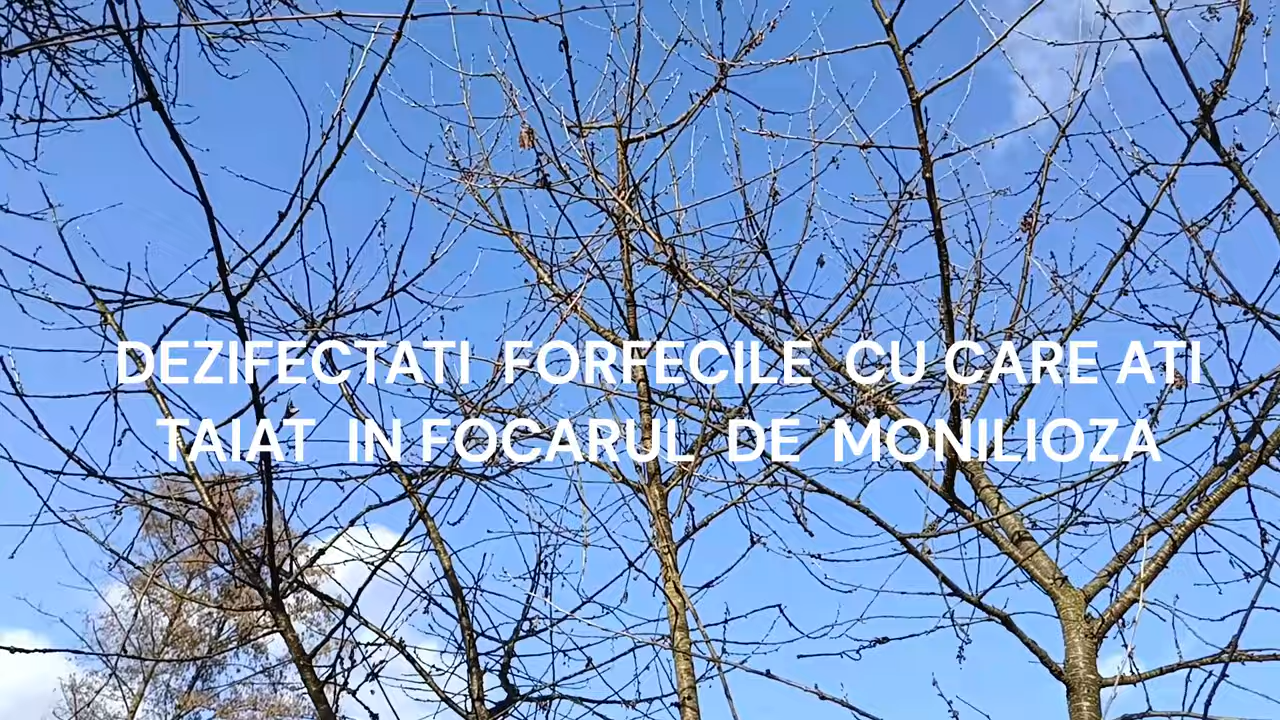 DEZIFECTATI FORFECILE CU CARE ATI
TAIAT IN FOCARUL DE MONILIOZA